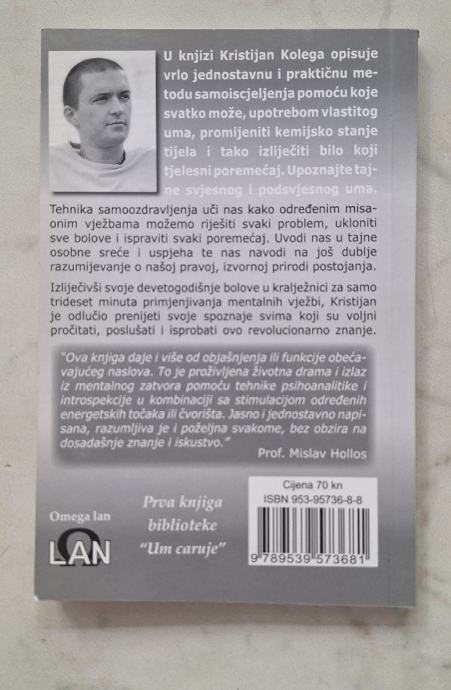 U knjizi Kristijan Kolega opisuje
vrlo jednostavnu i praktičnu me-
todu samoiscjeljenja pomoću koje
svatko može, upotrebom vlastitog
uma, promijeniti kemijsko stanje
tijela i tako izliječiti bilo koji
tjelesni poremećaj. Upoznajte taj-
ne svjesnog i podsvjesnog uma.
Tehnika samoozdravljenja uči nas kako određenim misa-
onim vježbama možemo riješiti svaki problem, ukloniti
sve bolove i ispraviti svaki poremećaj. Uvodi nas u tajne
osobne sreće i uspjeha te nas navodi na još dublje
razumijevanje o našoj pravoj, izvornoj prirodi postojanja.
Izliječivši svoje devetogodišnje bolove u kralježnici za samo
trideset minuta primjenjivanja mentalnih vježbi, Kristijan
je odlučio prenijeti svoje spoznaje svima koji su voljni
pročitati, poslušati i isprobati ovo revolucionarno znanje.
"Ova knjiga daje i više od objašnjenja ili funkcije obeća-
vajućeg naslova. To je proživljena životna drama i izlaz
iz mentalnog zatvora pomoću tehnike psihoanalitike i
introspekcije u kombinaciji sa stimulacijom određenih
energetskih točaka ili čvorišta. Jasno i jednostavno napi-
sana, razumljiva je i poželjna svakome, bez obzira na
dosadašnje znanje i iskustvo."
Prof. Mislav Hollos
Omega lan
Ω LAN
Prva knjiga
biblioteke
"Um caruje"
Cijena 70 kn
ISBN 953-95736-8-8
9 789539 573681